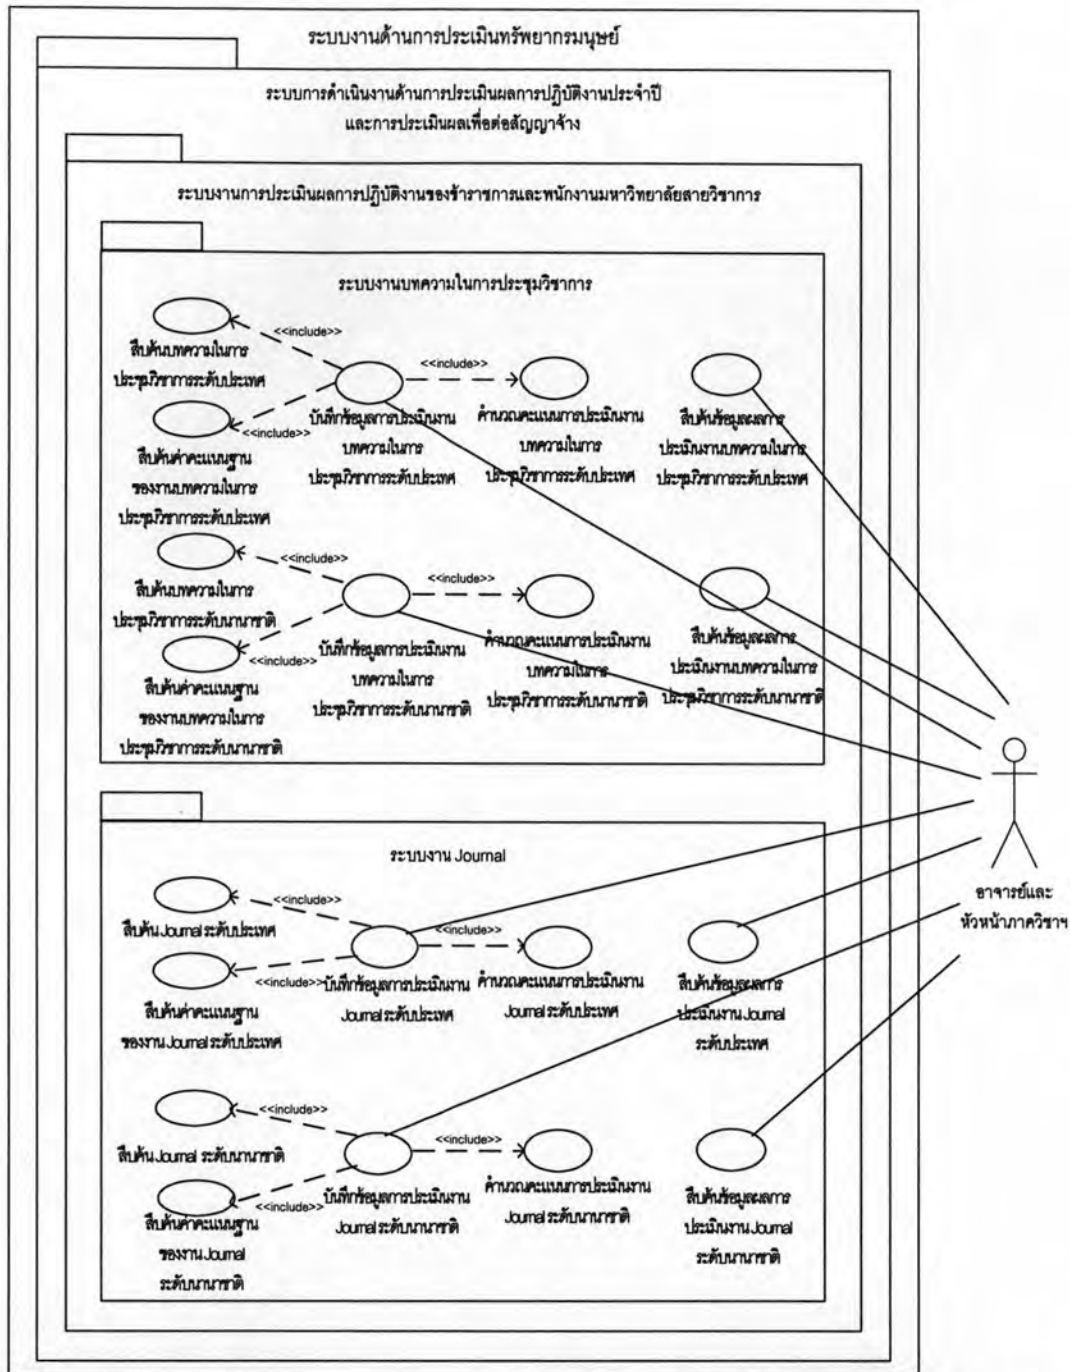 ระบบงานด้านการประเมินทรัพยากรมนุษย์
ระบบการดำเนินงานด้านการประเมินผลการปฏิบัติงานประจำปี
และการประเมินผลเพื่อต่อสัญญาจ้าง
ระบบงานการประเมินผลการปฏิบัติงานของข้าราชการและพนักงานมหาวิทยาลัยสายวิชาการ
ระบบงานบทความในการประชุมวิชาการ
<<include>>
สืบค้นบทความในการ
ประชุมวิชาการระดับประเทศ
<<include>>
<<include>>
สืบค้นค่าคะแนนฐาน
ของงานบทความในการ
ประชุมวิชาการระดับประเทศ
บันทึกข้อมูลการประเมินงาน
บทความในการ
ประชุมวิชาการระดับประเทศ
คำนวณคะแนนการประเมินงาน
บทความในการ
ประชุมวิชาการระดับประเทศ
สืบค้นข้อมูลผลการ
ประเมินงานบทความในการ
ประชุมวิชาการระดับประเทศ
<<include>>
สืบค้นบทความในการ
ประชุมวิชาการระดับนานาชาติ
<<include>>
<<include>>
สืบค้นค่าคะแนนฐาน
ของงานบทความในการ
ประชุมวิชาการระดับนานาชาติ
บันทึกข้อมูลการประเมินงาน
บทความในการ
ประชุมวิชาการระดับนานาชาติ
คำนวณคะแนนการประเมินงาน
บทความในการ
ประชุมวิชาการระดับนานาชาติ
สืบค้นข้อมูลผลการ
ประเมินงานบทความในการ
ประชุมวิชาการระดับนานาชาติ
อาจารย์และ
หัวหน้าภาควิชาฯ
ระบบงาน Journal
<<include>>
สืบค้น Journal ระดับประเทศ
<<include>>
<<include>>
สืบค้นค่าคะแนนฐาน
ของงาน Journal ระดับประเทศ
บันทึกข้อมูลการประเมินงาน
Journal ระดับประเทศ
คำนวณคะแนนการประเมินงาน
Journal ระดับประเทศ
สืบค้นข้อมูลผลการ
ประเมินงาน Journal
ระดับประเทศ
<<include>>
สืบค้น Journal ระดับนานาชาติ
<<include>>
<<include>>
สืบค้นค่าคะแนนฐาน
ของงาน Journal
ระดับนานาชาติ
บันทึกข้อมูลการประเมินงาน
Journal ระดับนานาชาติ
คำนวณคะแนนการประเมินงาน
Journal ระดับนานาชาติ
สืบค้นข้อมูลผลการ
ประเมินงาน Journal
ระดับนานาชาติ